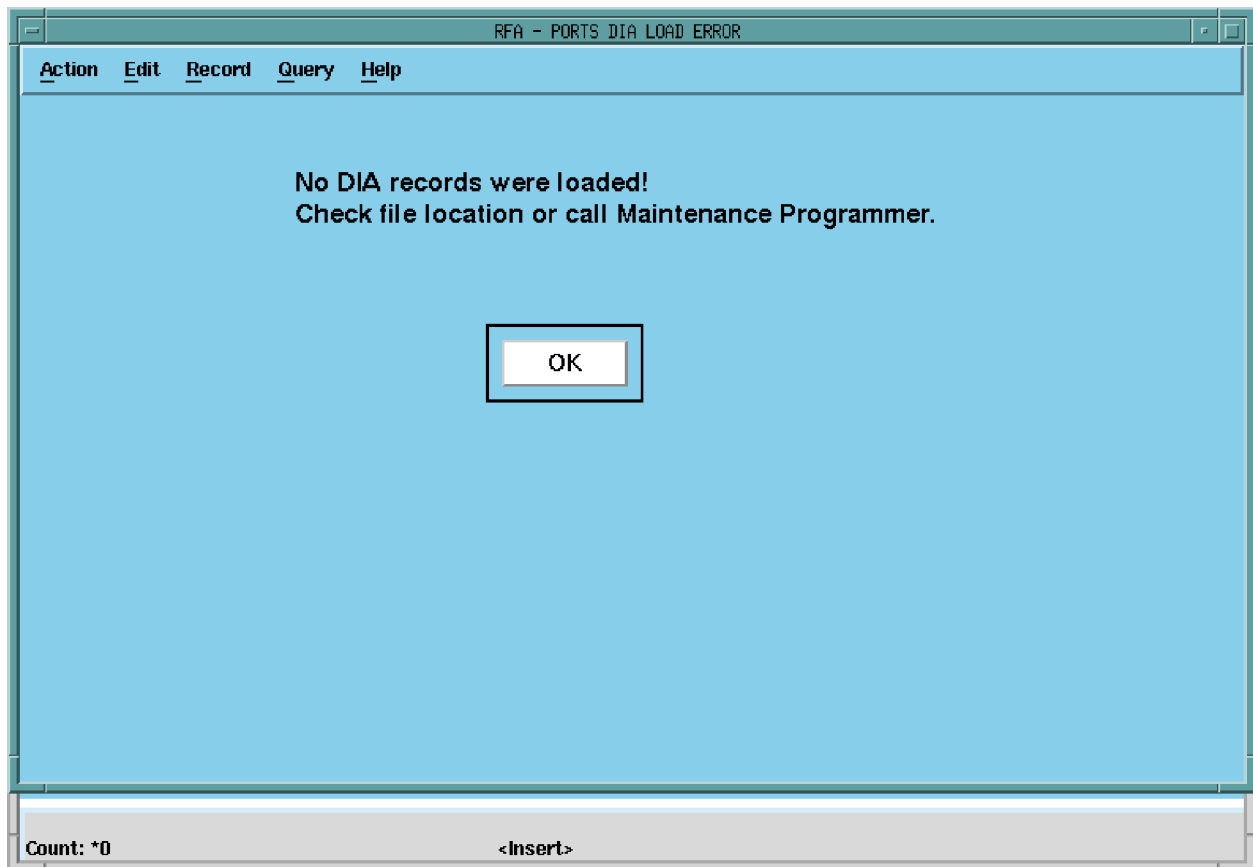 RFA - PORTS DIA LOAD ERROR
Action Edit Record Query Help
No DIA records were loaded!
Check file location or call Maintenance Programmer.
OK
Count: *0 <Insert>